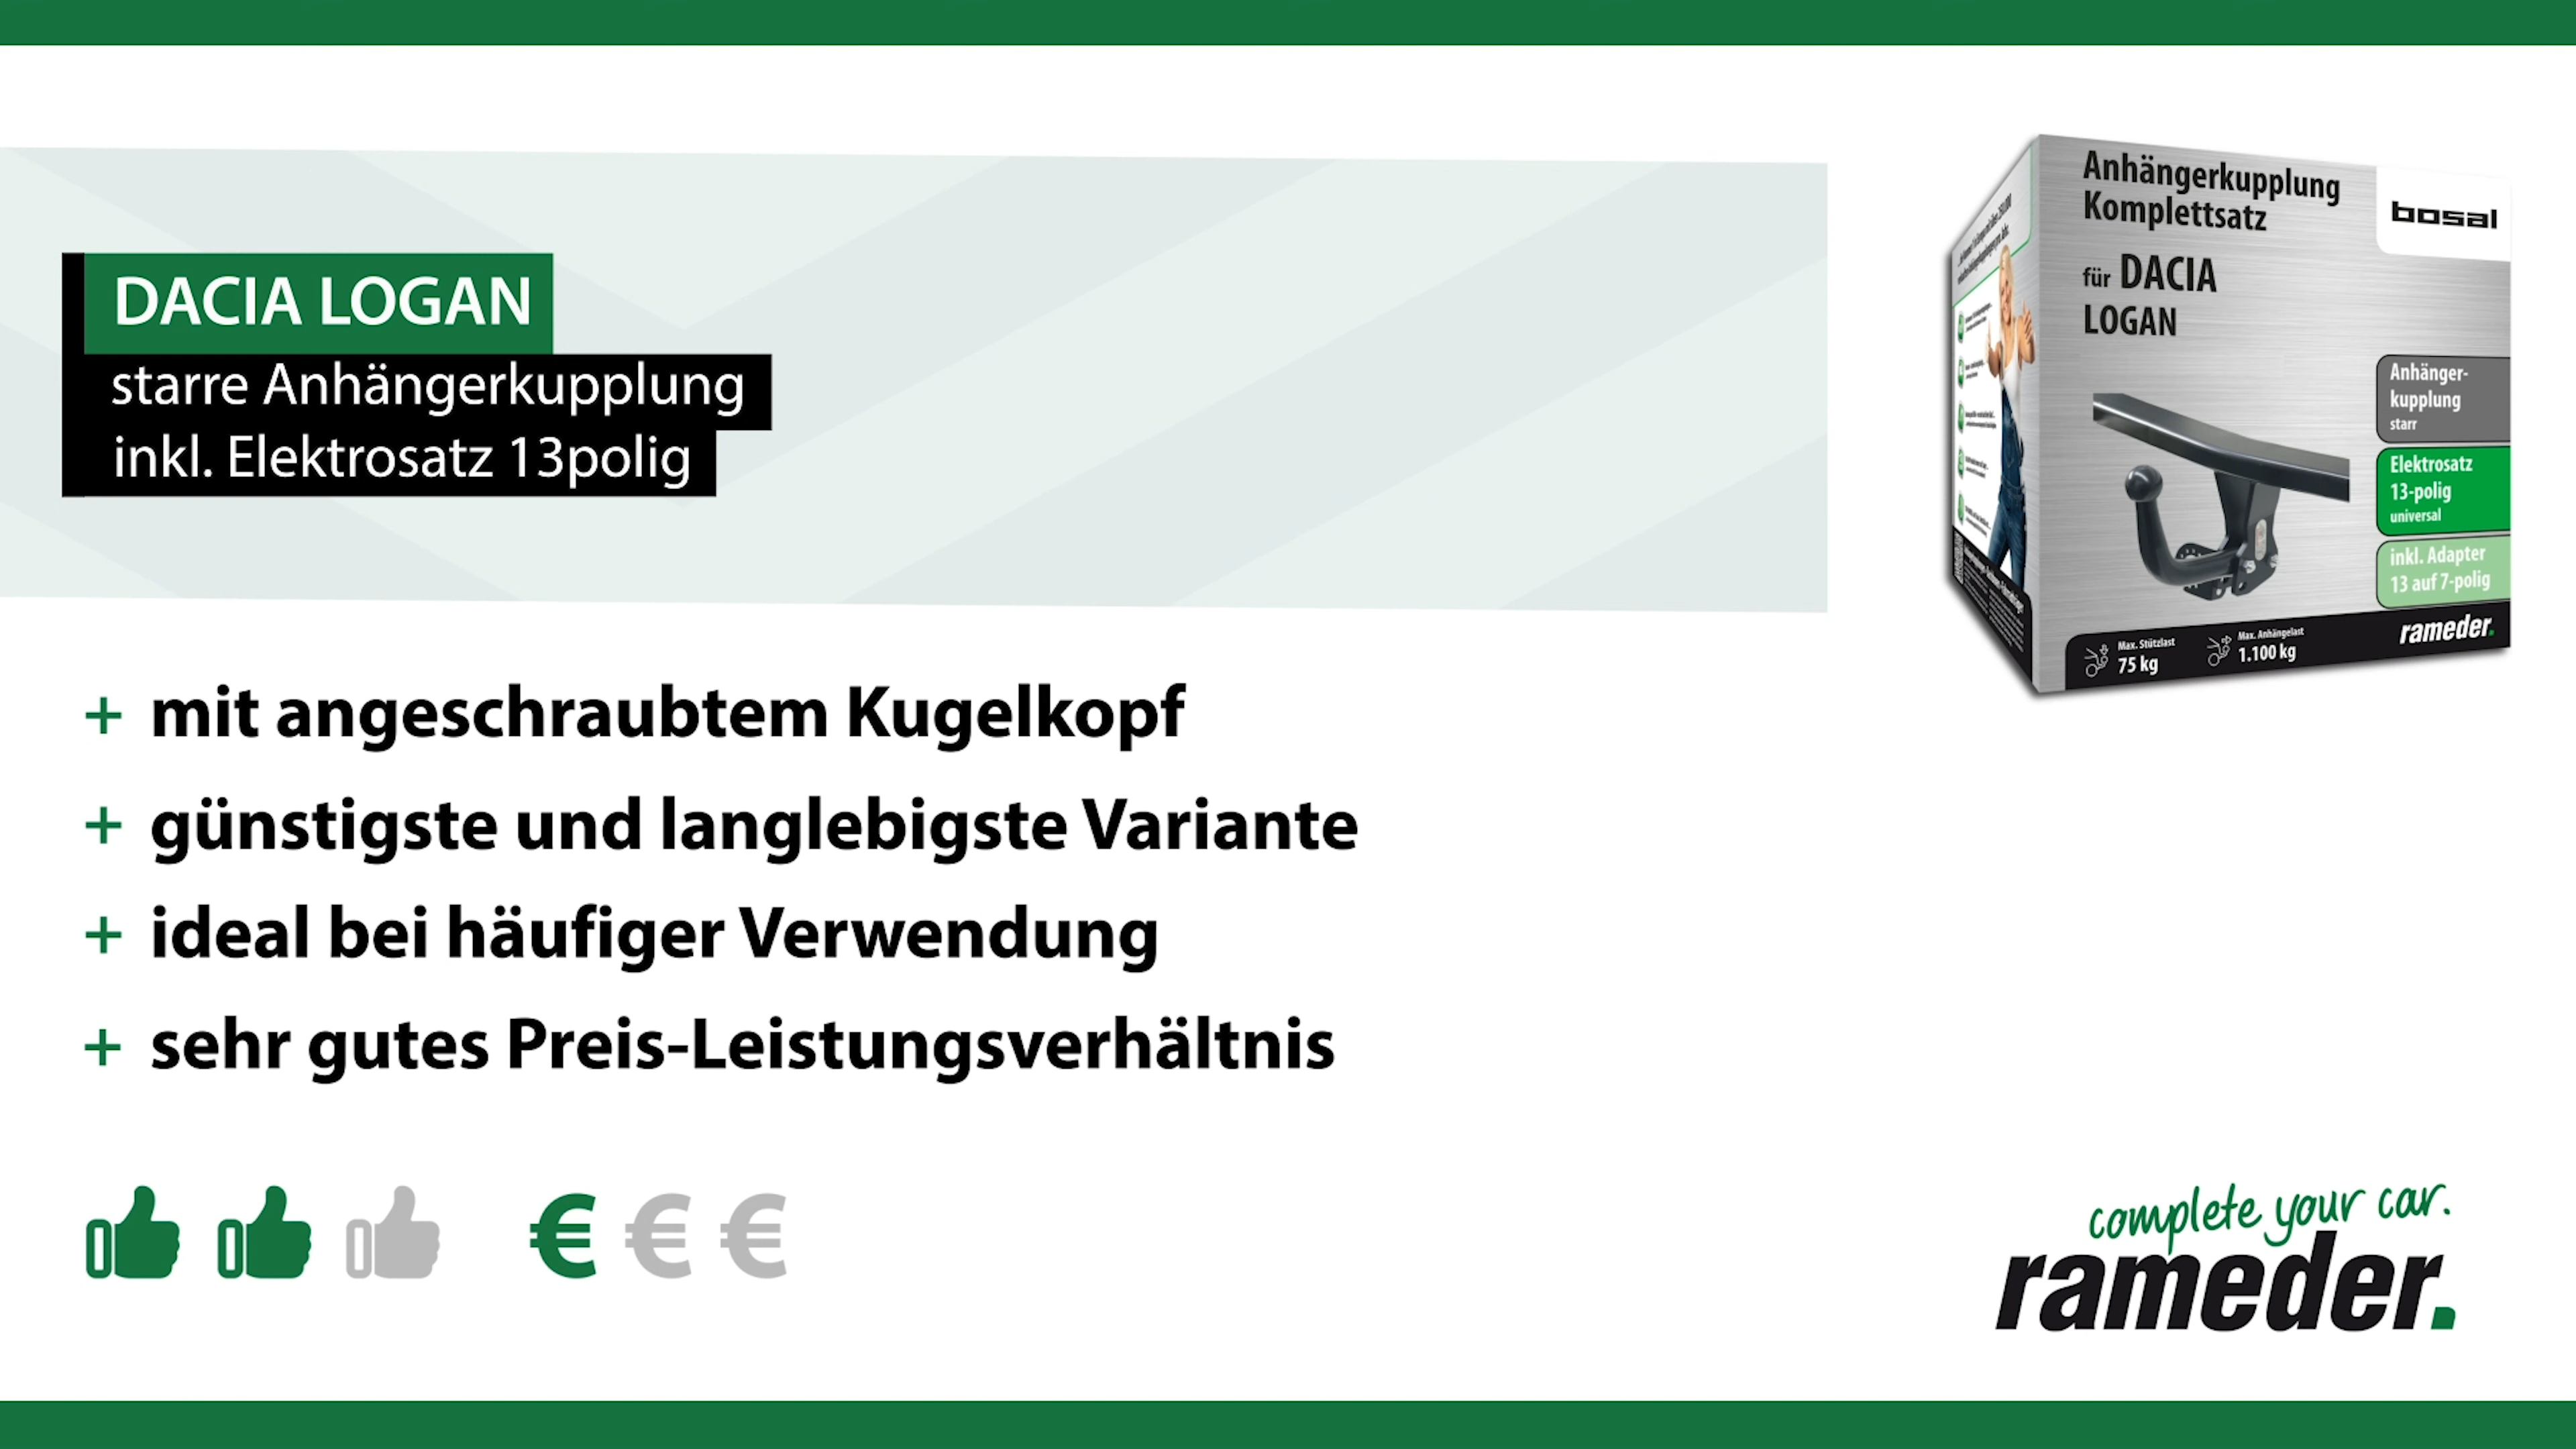 DACIA LOGAN
starre Anhängerkupplung
inkl. Elektrosatz 13polig
+ mit angeschraubtem Kugelkopf
+ günstigste und langlebigste Variante
+ ideal bei häufiger Verwendung
+ sehr gutes Preis-Leistungsverhältnis
€ € €
Anhängerkupplung
Komplettsatz
bosal
für DACIA
LOGAN
Anhänger-
kupplung
starr
Elektrosatz
13-polig
universal
inkl. Adapter
13 auf 7-polig
Max. Stützlast
75 kg
Max. Anhängelast
1.100 kg
rameder.
complete your car.
rameder.